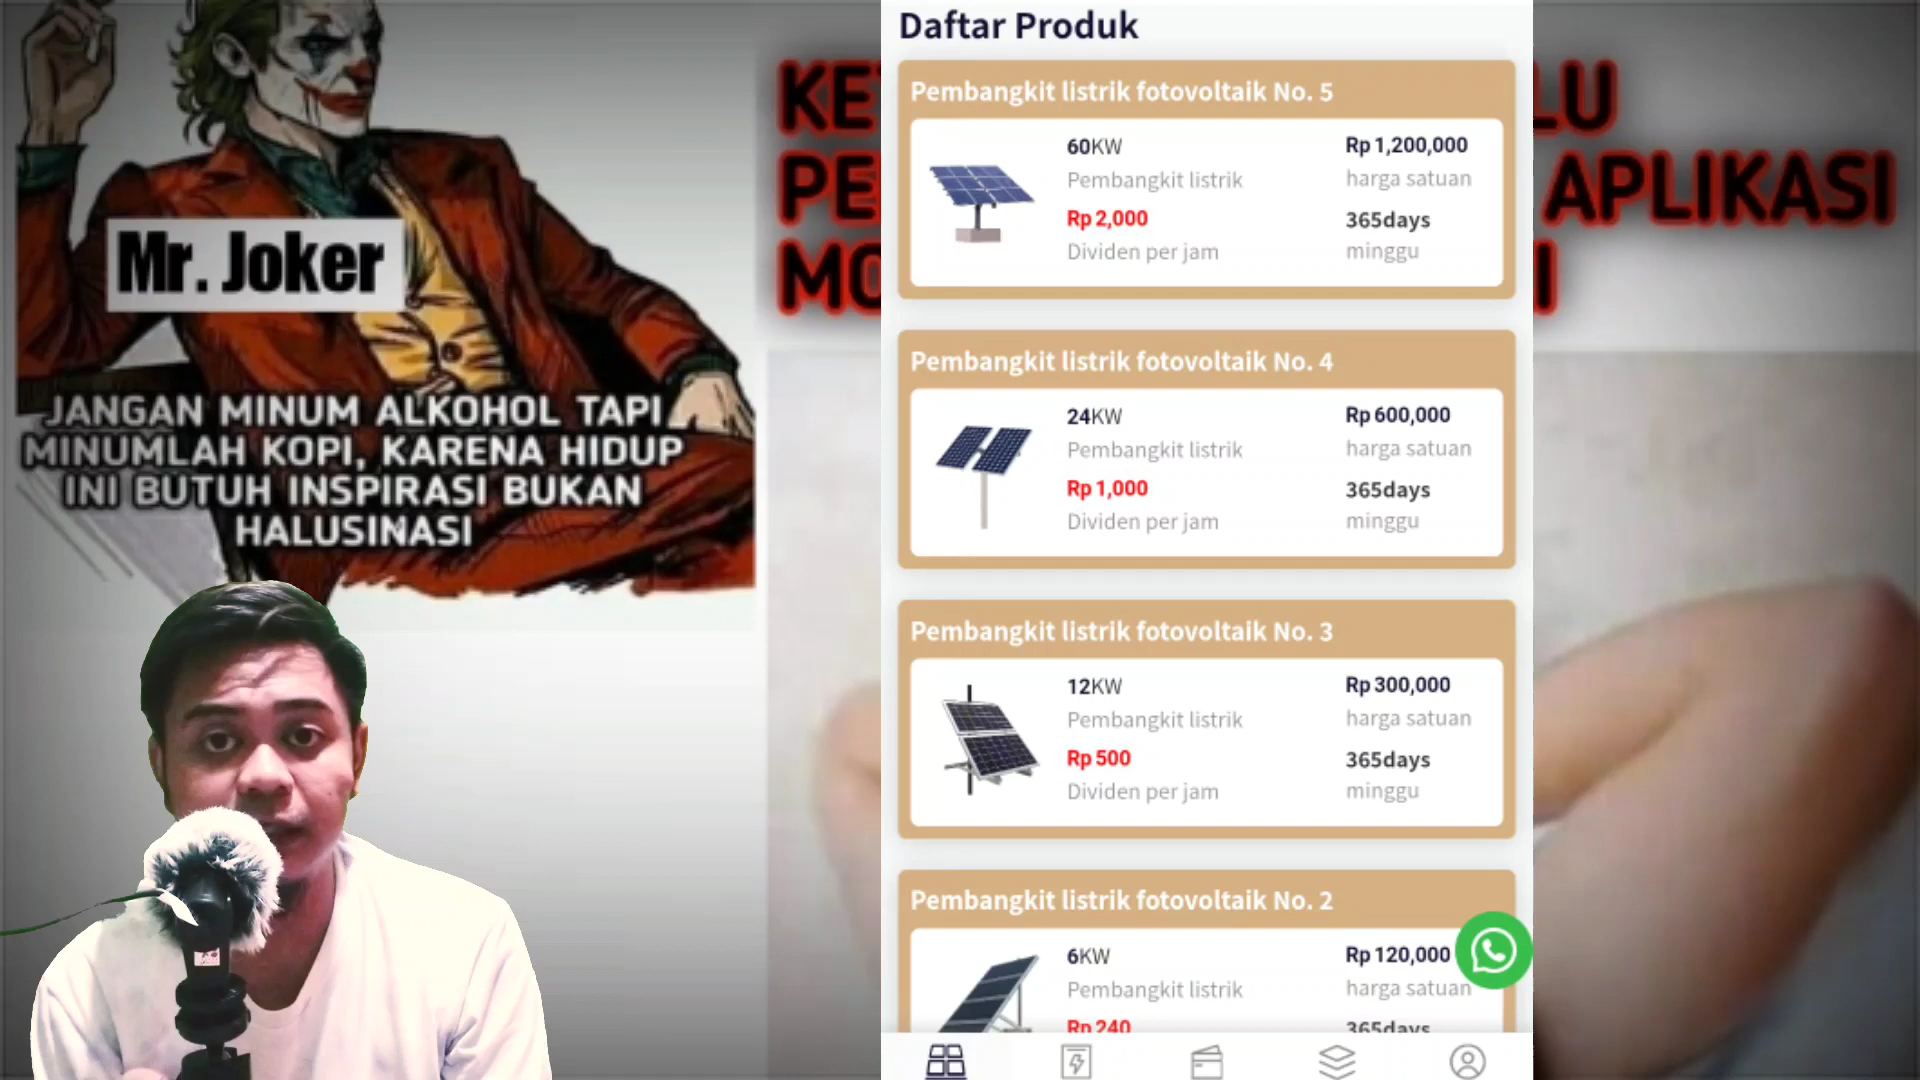 Mr. Joker
JANGAN MINUM ALKOHOL TAPI
MINUMLAH KOPI, KARENA HIDUP
INI BUTUH INSPIRASI BUKAN
HALUSINASI
APLIKASI
Daftar Produk
Pembangkit listrik fotovoltaik No. 5
60KW
Rp 1,200,000
Pembangkit listrik
harga satuan
Rp 2,000
365days
Dividen per jam
minggu
Pembangkit listrik fotovoltaik No. 4
24KW
Rp 600,000
Pembangkit listrik
harga satuan
Rp 1,000
365days
Dividen per jam
minggu
Pembangkit listrik fotovoltaik No. 3
12KW
Rp 300,000
Pembangkit listrik
harga satuan
Rp 500
365days
Dividen per jam
minggu
Pembangkit listrik fotovoltaik No. 2
6KW
Rp 120,000
Pembangkit listrik
harga satuan
Rp 240
365days